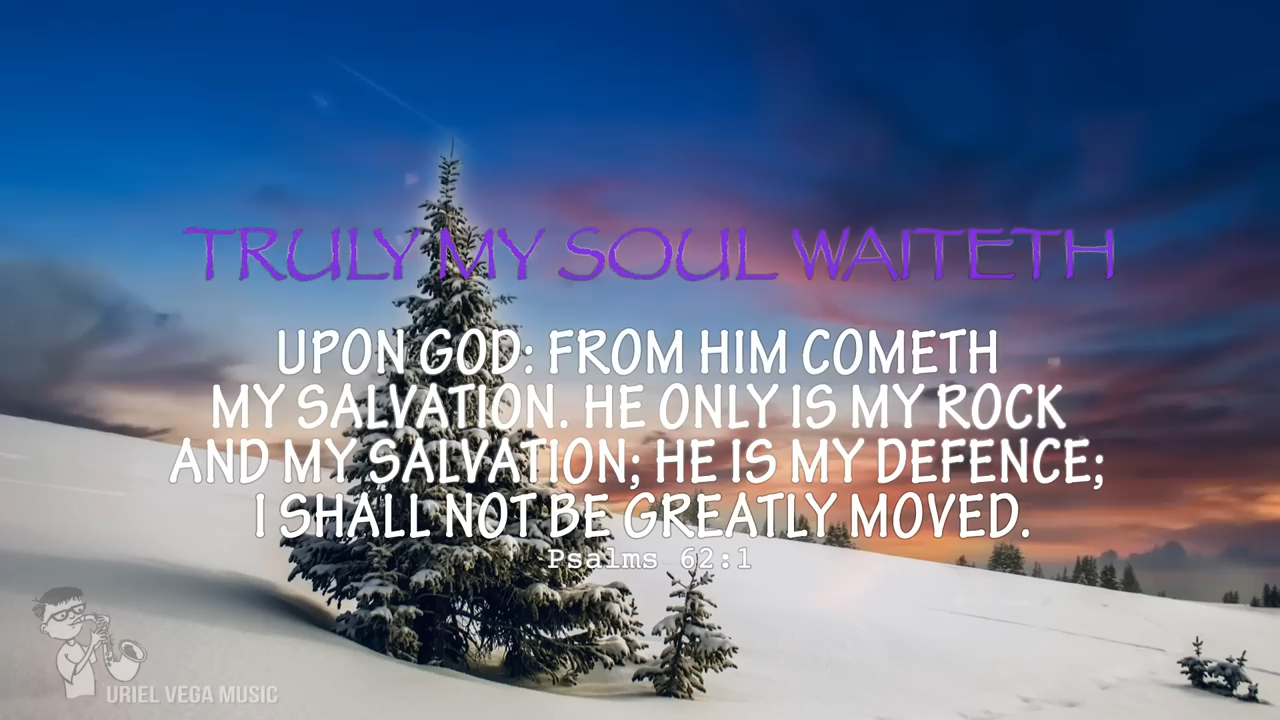 TRULY MY SOUL WAITETH
UPON GOD: FROM HIM COMETH
MY SALVATION. HE ONLY IS MY ROCK
AND MY SALVATION; HE IS MY DEFENCE;
I SHALL NOT BE GREATLY MOVED.
Psalms 62:1
URIEL VEGA MUSIC